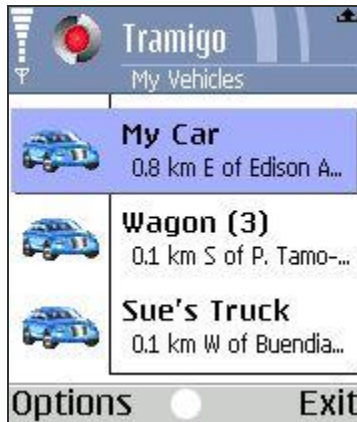 Tramigo
My Vehicles
My Car
0.8 km E of Edison A...
Wagon (3)
0.1 km S of P. Tamo-...
Sue's Truck
0.1 km W of Buendia...
Options Exit